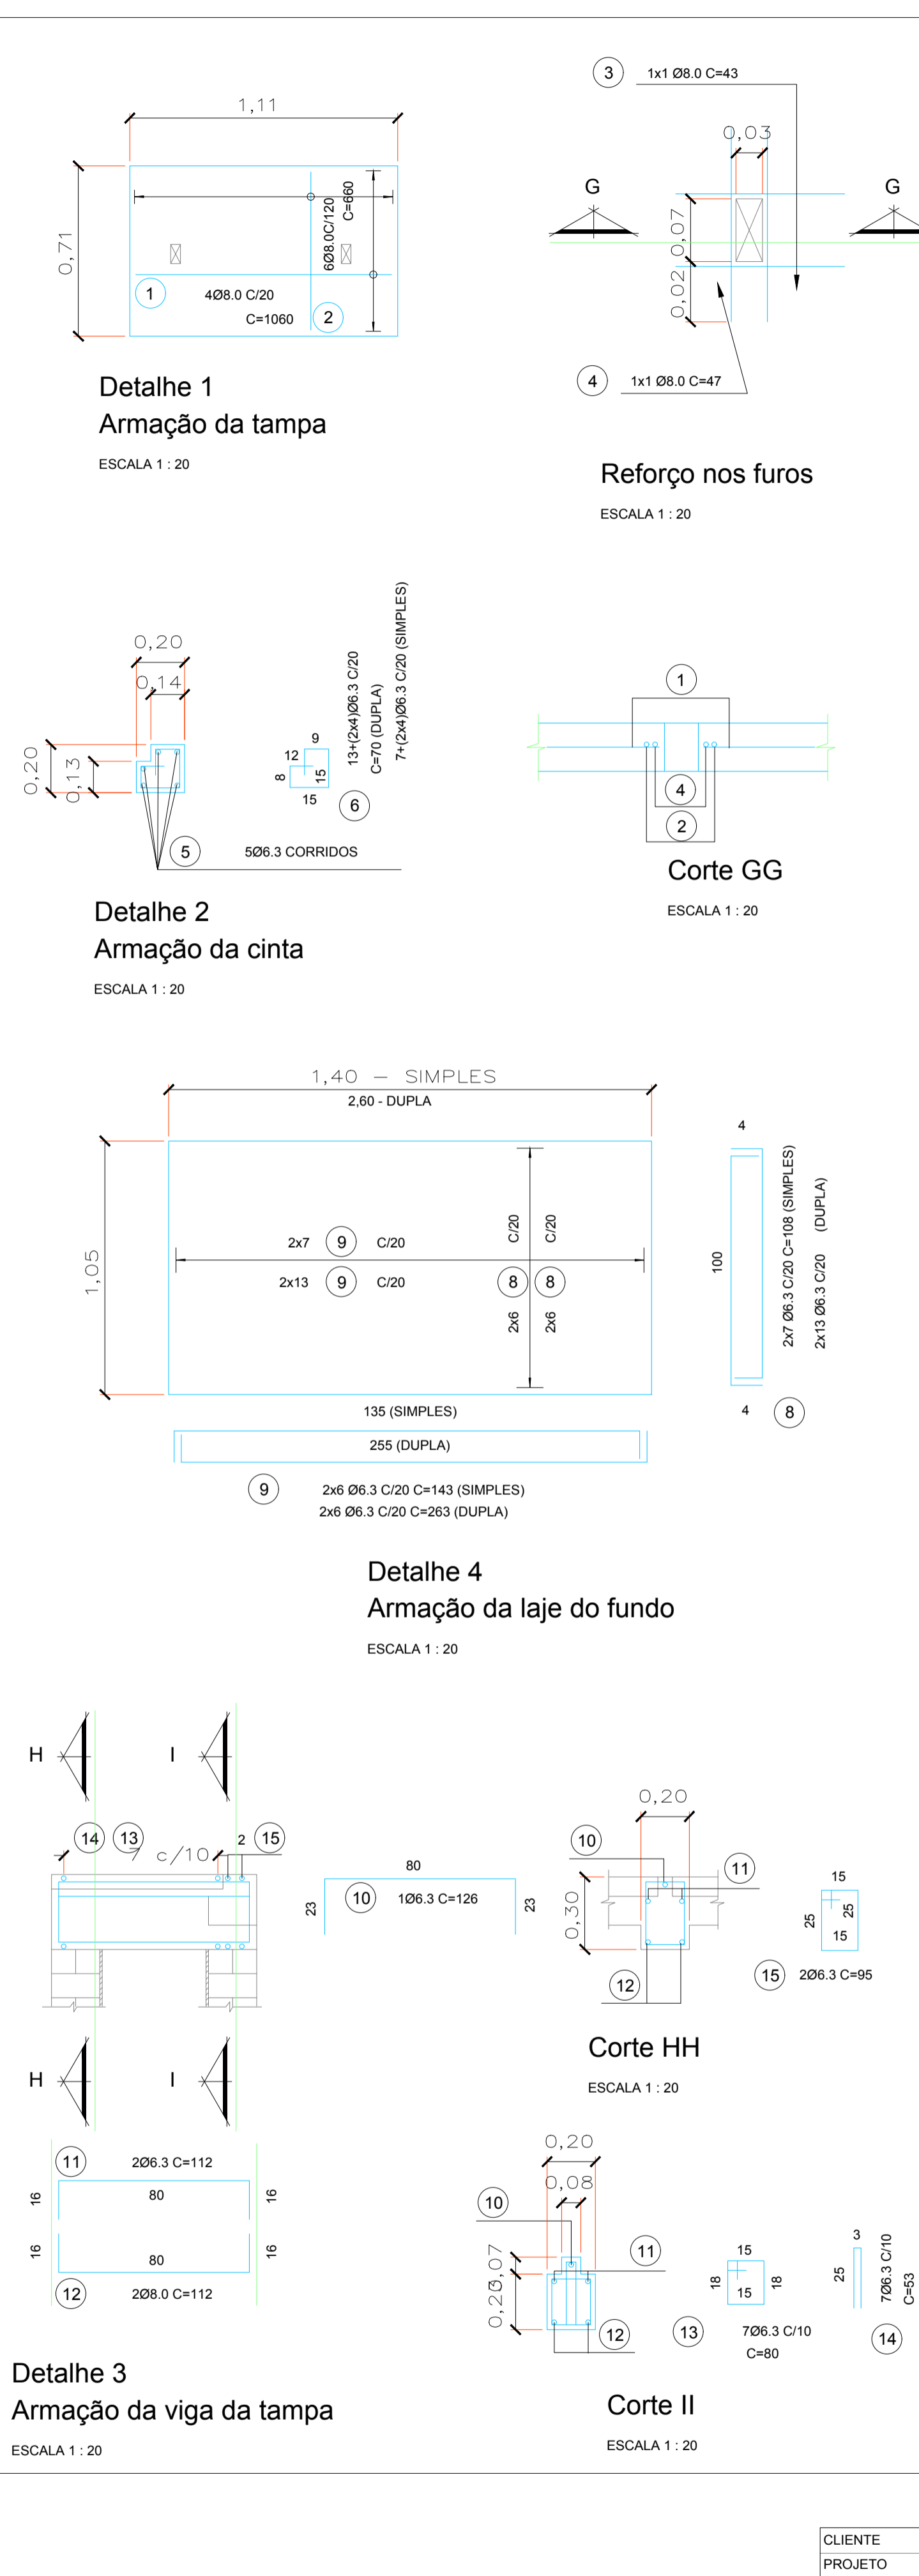 3
1x1 Ø8.0 C=43
1,11
0,71
6Ø8.0C/120
C=660
1
4Ø8.0 C/20
C=1060
2
Detalhe 1
Armação da tampa
ESCALA 1 : 20
0,03
G
G
0,07
0,02
4
1x1 Ø8.0 C=47
Reforço nos furos
ESCALA 1 : 20
0,20
0,14
0,20
0,13
5
5Ø6.3 CORRIDOS
9
12
8
15
15
6
13+(2x4)Ø6.3 C/20
C=70 (DUPLA)
7+(2x4)Ø6.3 C/20 (SIMPLES)
Detalhe 2
Armação da cinta
ESCALA 1 : 20
1
4
2
Corte GG
ESCALA 1 : 20
1,40 – SIMPLES
2,60 - DUPLA
1,05
2x7 9 C/20
2x13 9 C/20
2x6 8 C/20
2x6 8 C/20
4
100
4
8
2x7 Ø6.3 C/20 C=108 (SIMPLES)
2x13 Ø6.3 C/20 (DUPLA)
135 (SIMPLES)
255 (DUPLA)
9
2x6 Ø6.3 C/20 C=143 (SIMPLES)
2x6 Ø6.3 C/20 C=263 (DUPLA)
Detalhe 4
Armação da laje do fundo
ESCALA 1 : 20
H
I
14
13
7 c/10
2
15
80
23
10
1Ø6.3 C=126
23
H
I
11
2Ø6.3 C=112
16
80
16
16
80
16
12
2Ø8.0 C=112
Detalhe 3
Armação da viga da tampa
ESCALA 1 : 20
0,20
10
11
0,30
12
15
25
25
15
15
2Ø6.3 C=95
Corte HH
ESCALA 1 : 20
0,20
0,08
10
11
0,07
0,23
12
13
15
18
15
18
7Ø6.3 C/10
C=80
3
25
7Ø6.3 C/10
C=53
14
Corte II
ESCALA 1 : 20
CLIENTE
PROJETO